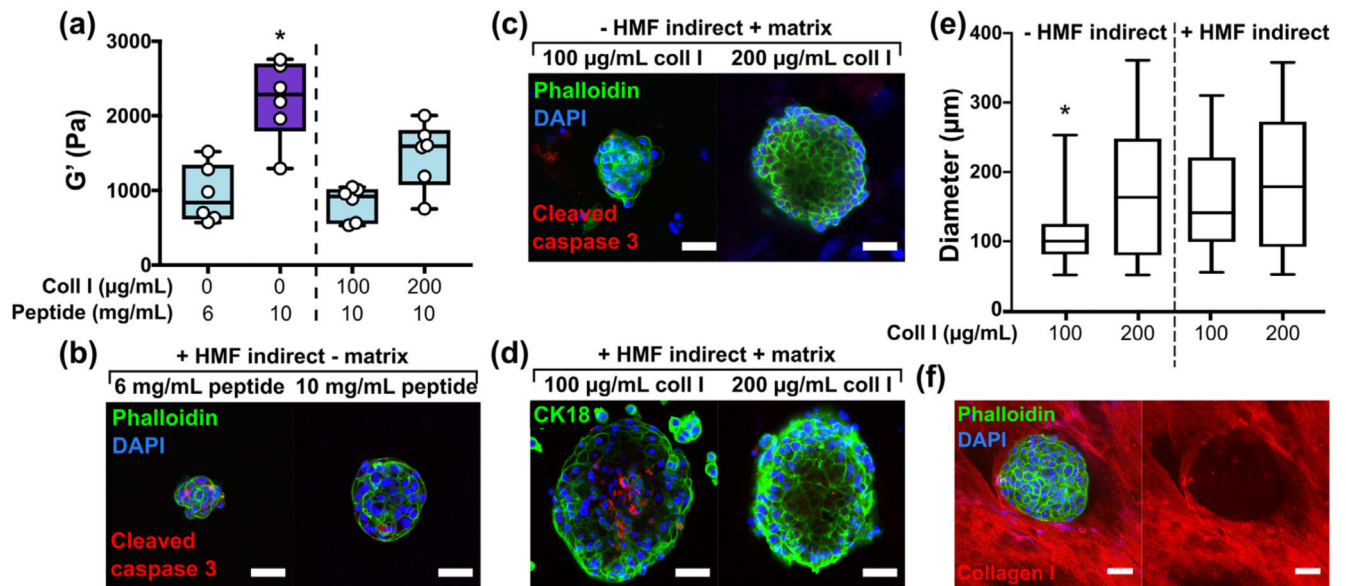 (a)
*
3000
2000
1000
0
G' (Pa)
Coll I (μg/mL) 0 0 100 200
Peptide (mg/mL) 6 10 10 10
(b)
+ HMF indirect - matrix
6 mg/mL peptide 10 mg/mL peptide
Phalloidin
DAPI
Cleaved
caspase 3
(c)
- HMF indirect + matrix
100 μg/mL coll I 200 μg/mL coll I
Phalloidin
DAPI
Cleaved
caspase 3
(d)
+ HMF indirect + matrix
100 μg/mL coll I 200 μg/mL coll I
CK18
(e)
- HMF indirect + HMF indirect
400
300
200
100
0
Diameter (μm)
*
Coll I (μg/mL) 100 200 100 200
(f)
Phalloidin
DAPI
Collagen I